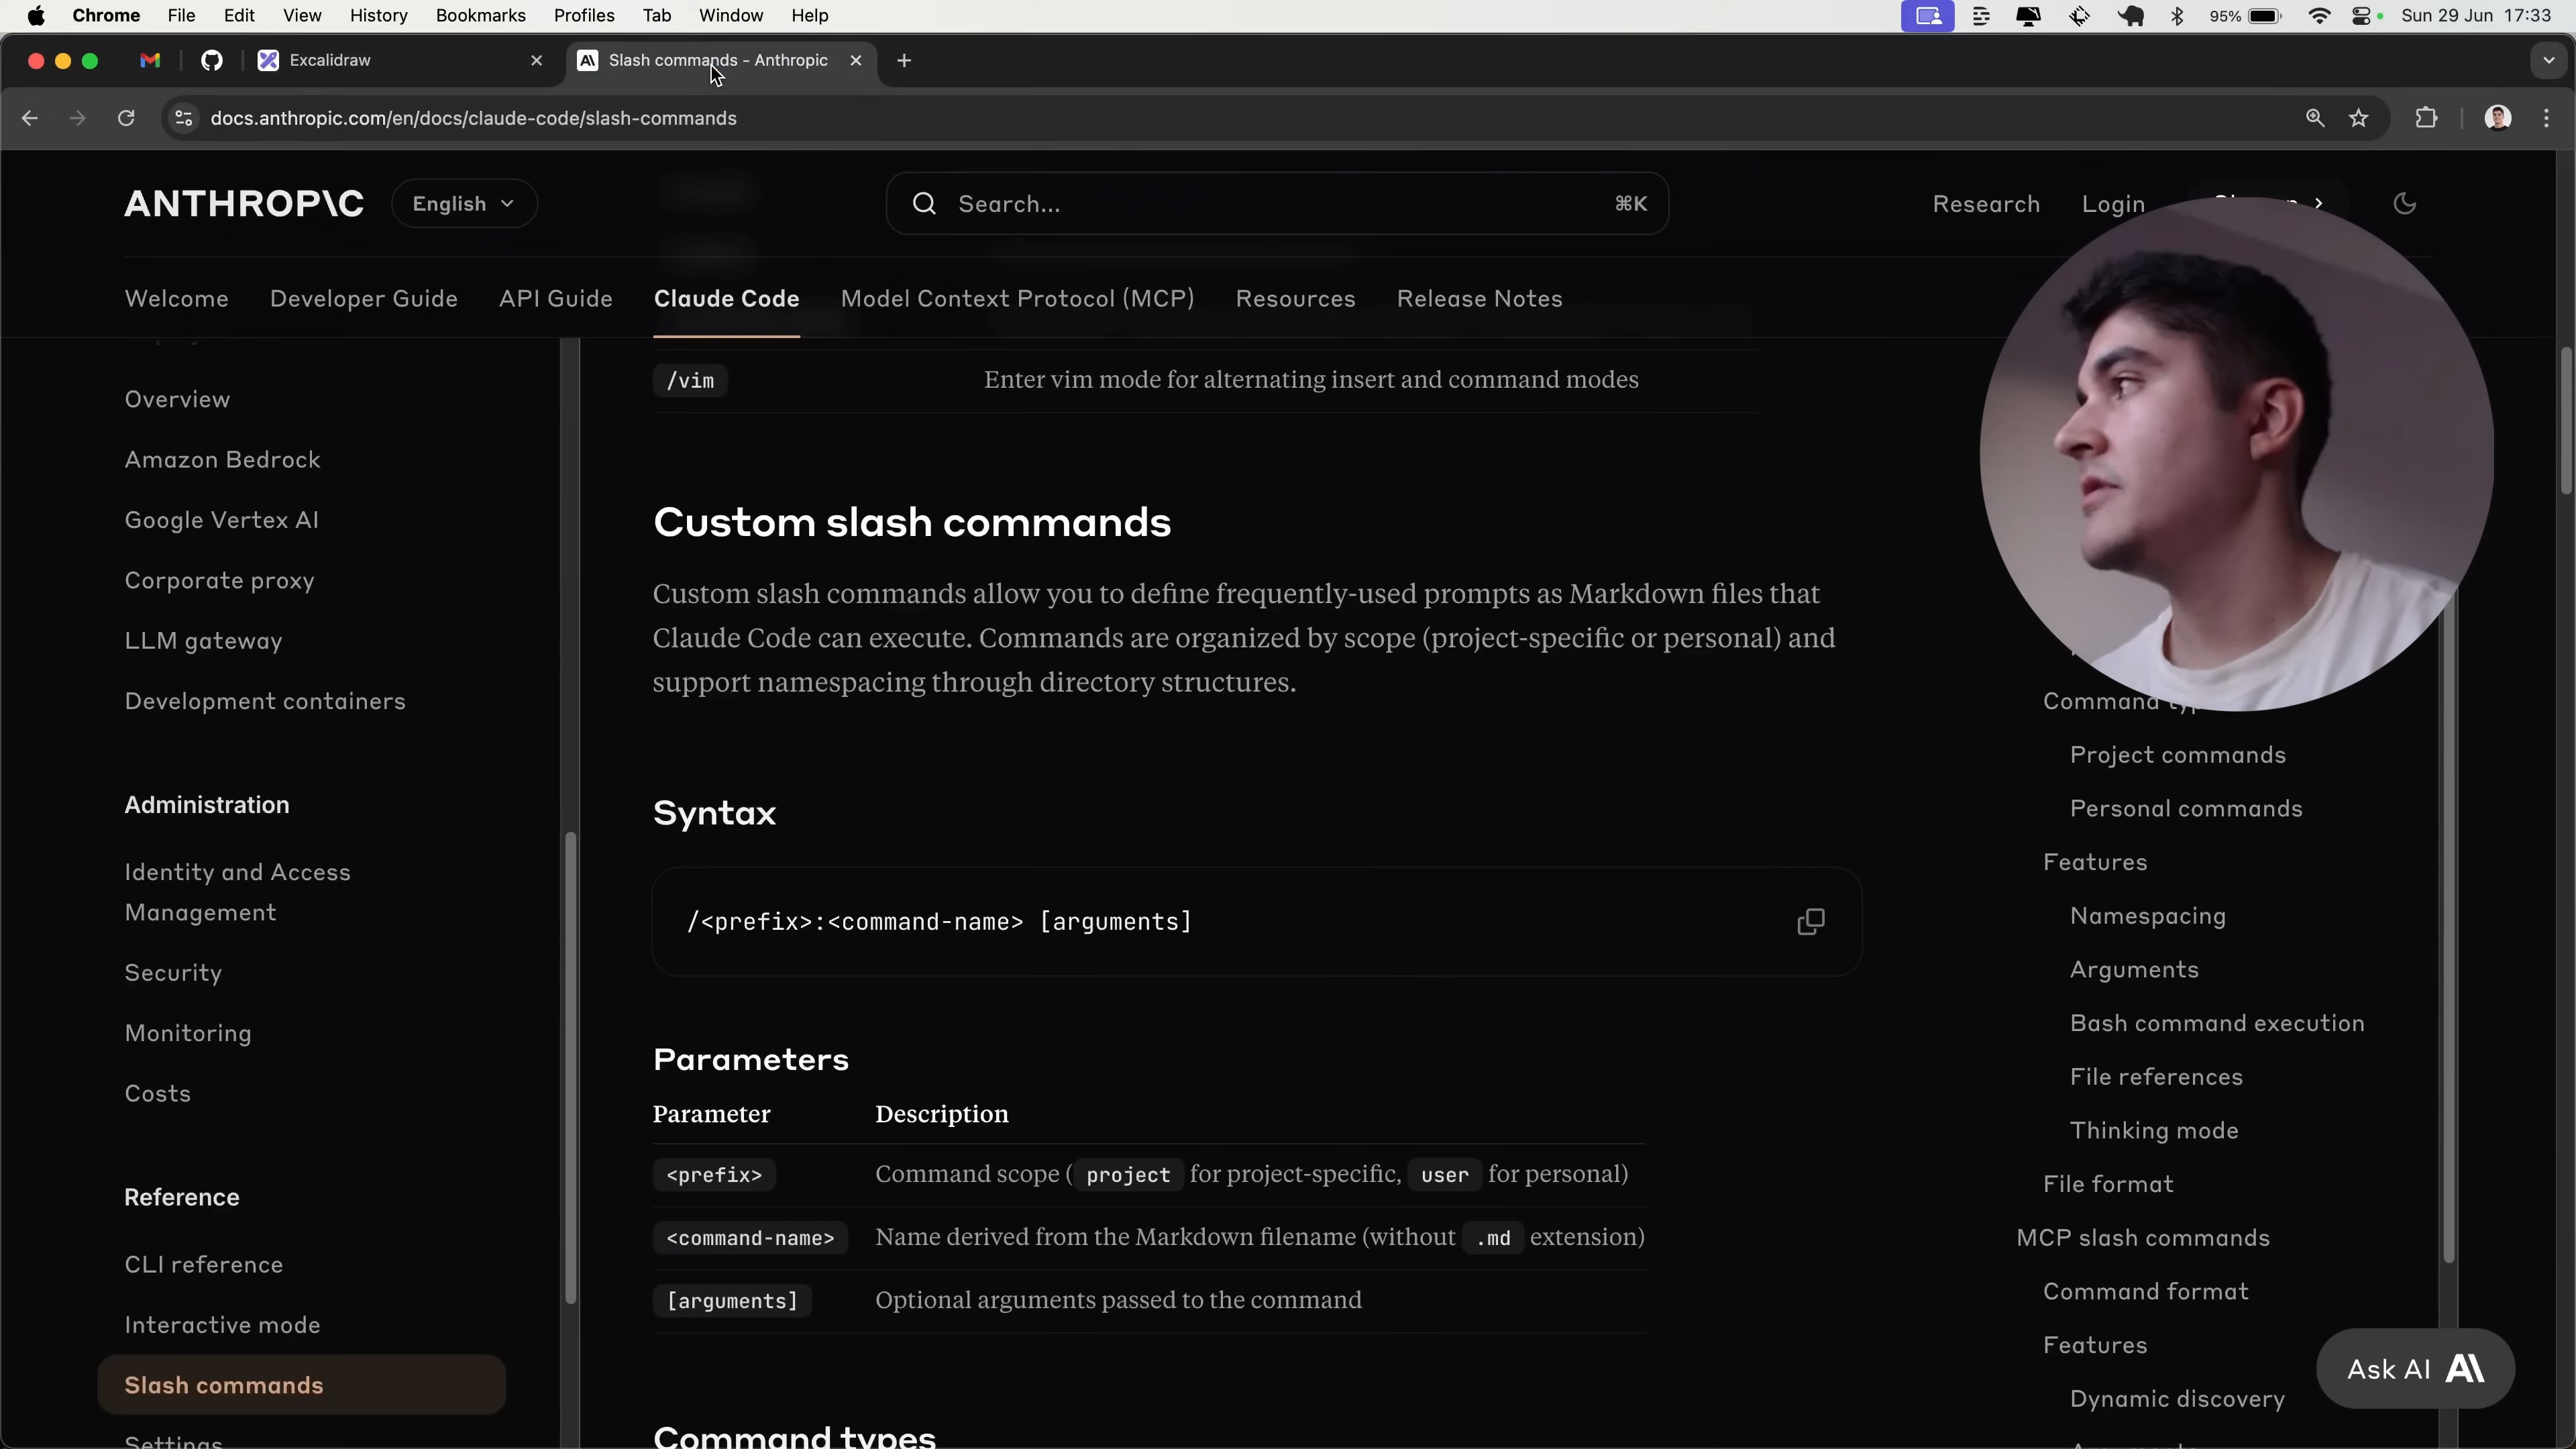 Chrome File Edit View History Bookmarks Profiles Tab Window Help
95% Sun 29 Jun 17:33
Excalidraw
Slash commands - Anthropic
docs.anthropic.com/en/docs/claude-code/slash-commands
ANTHROP\C
English
Search...
⌘K
Research
Login
Welcome
Developer Guide
API Guide
Claude Code
Model Context Protocol (MCP)
Resources
Release Notes
Overview
Amazon Bedrock
Google Vertex AI
Corporate proxy
LLM gateway
Development containers
Administration
Identity and Access
Management
Security
Monitoring
Costs
Reference
CLI reference
Interactive mode
Slash commands
Settings
/vim Enter vim mode for alternating insert and command modes
Custom slash commands
Custom slash commands allow you to define frequently-used prompts as Markdown files that
Claude Code can execute. Commands are organized by scope (project-specific or personal) and
support namespacing through directory structures.
Syntax
/<prefix>:<command-name> [arguments]
Parameters
Parameter Description
<prefix> Command scope ( project for project-specific, user for personal)
<command-name> Name derived from the Markdown filename (without .md extension)
[arguments] Optional arguments passed to the command
Command types
Command
Project commands
Personal commands
Features
Namespacing
Arguments
Bash command execution
File references
Thinking mode
File format
MCP slash commands
Command format
Features
Dynamic discovery
Ask AI